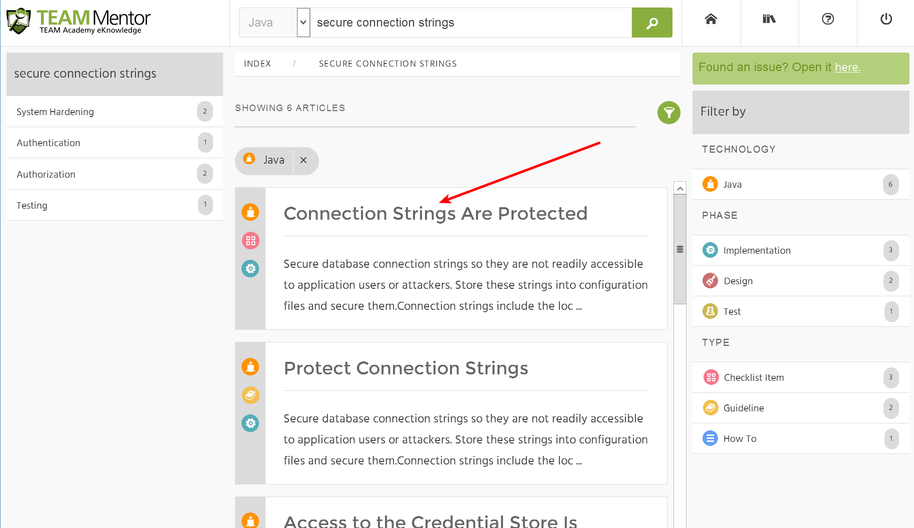 TEAM Mentor
TEAM Academy eKnowledge
Java
secure connection strings
secure connection strings
System Hardening 2
Authentication 1
Authorization 2
Testing 1
INDEX / SECURE CONNECTION STRINGS
SHOWING 6 ARTICLES
Java ×
Connection Strings Are Protected
Secure database connection strings so they are not readily accessible
to application users or attackers. Store these strings into configuration
files and secure them.Connection strings include the loc ...
Protect Connection Strings
Secure database connection strings so they are not readily accessible
to application users or attackers. Store these strings into configuration
files and secure them.Connection strings include the loc ...
Access to the Credential Store Is
Found an issue? Open it here.
Filter by
TECHNOLOGY
Java 6
PHASE
Implementation 3
Design 2
Test 1
TYPE
Checklist Item 3
Guideline 2
How To 1